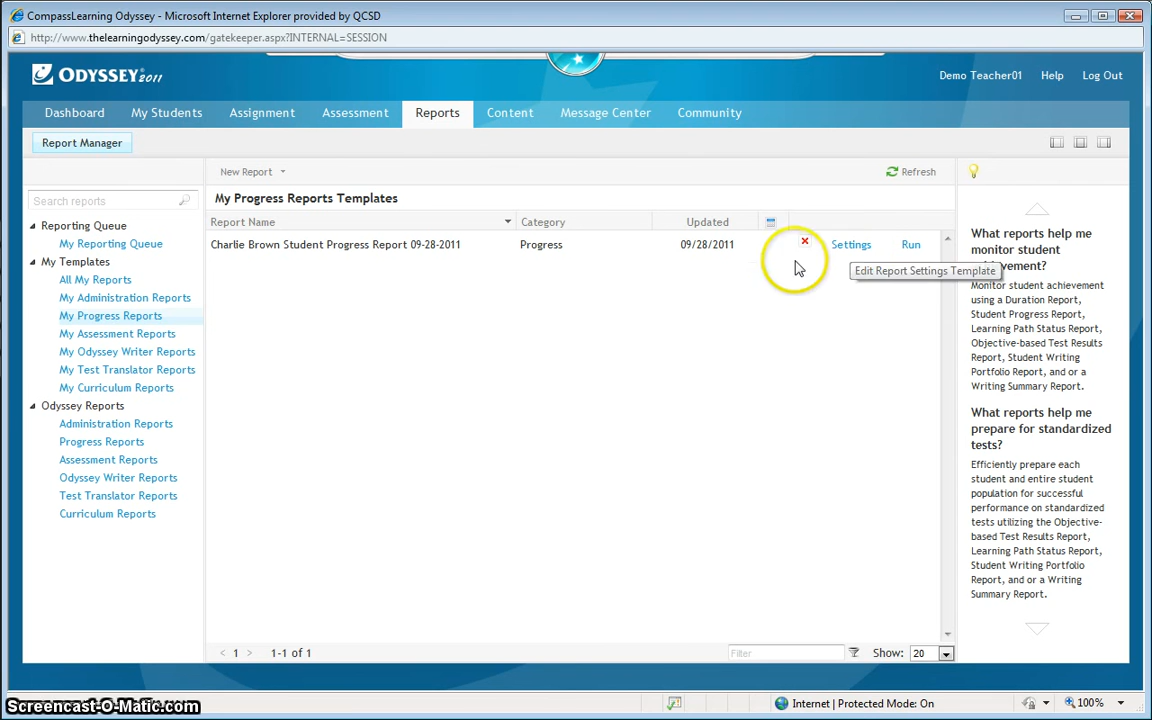 CompassLearning Odyssey - Microsoft Internet Explorer provided by QCSD
http://www.thelearningodyssey.com/gatekeeper.aspx?INTERNAL=SESSION
ODYSSEY 2011
Demo Teacher01 Help Log Out
Dashboard My Students Assignment Assessment Reports Content Message Center Community
Report Manager
New Report
Refresh
Search reports
Reporting Queue
My Reporting Queue
My Templates
All My Reports
My Administration Reports
My Progress Reports
My Assessment Reports
My Odyssey Writer Reports
My Test Translator Reports
My Curriculum Reports
Odyssey Reports
Administration Reports
Progress Reports
Assessment Reports
Odyssey Writer Reports
Test Translator Reports
Curriculum Reports
My Progress Reports Templates
Report Name Category Updated
Charlie Brown Student Progress Report 09-28-2011 Progress 09/28/2011 Settings Run
Edit Report Settings Template
< 1 > 1-1 of 1
Filter
Show: 20
What reports help me
monitor student
achievement?
Monitor student achievement
using a Duration Report,
Student Progress Report,
Learning Path Status Report,
Objective-based Test Results
Report, Student Writing
Portfolio Report, and/or a
Writing Summary Report.
What reports help me
prepare for standardized
tests?
Efficiently prepare each
student and entire student
population for successful
performance on standardized
tests utilizing the Objective-
based Test Results Report,
Learning Path Status Report,
Student Writing Portfolio
Report, and/or a Writing
Summary Report.
Internet | Protected Mode: On
100%
Screencast-O-Matic.com